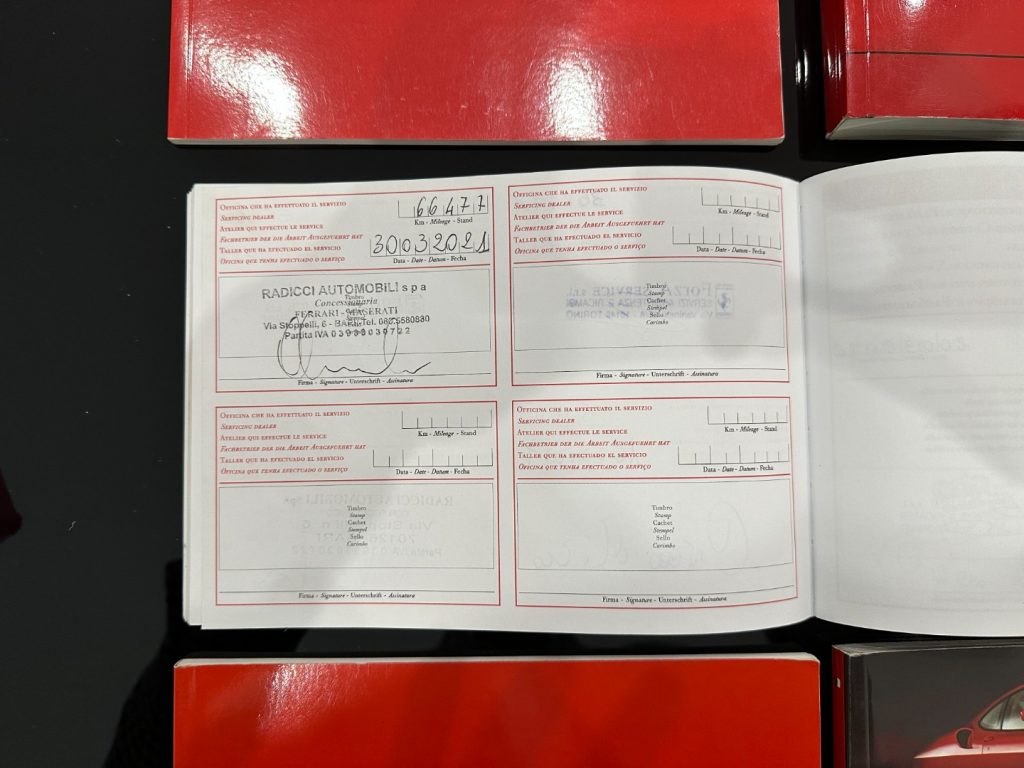 Officina che ha effettuato il servizio
Servicing dealer
Atelier qui effectue le service
Fachbetrieb der die Arbeit Ausgefuehrt hat
Taller que ha efectuado el servicio
Oficina que tenha efectuado o serviço
66477
Km - Mileage - Stand
30032021
Data - Date - Datum - Fecha
RADICCI AUTOMOBILI spa
Concessionaria
FERRARI - MASERATI
Via Stoppelli, 6 - BARI Tel.
Partita IVA
Timbro
Stamp
Firma - Signature - Unterschrift - Assinatura
Officina che ha effettuato il servizio
Servicing dealer
Atelier qui effectue le service
Fachbetrieb der die Arbeit Ausgefuehrt hat
Taller que ha efectuado el servicio
Oficina que tenha efectuado o serviço
Km - Mileage - Stand
Data - Date - Datum - Fecha
Timbro
Stamp
Cachet
Stempel
Sello
Carimbo
Firma - Signature - Unterschrift - Assinatura
Officina che ha effettuato il servizio
Servicing dealer
Atelier qui effectue le service
Fachbetrieb der die Arbeit Ausgefuehrt hat
Taller que ha efectuado el servicio
Oficina que tenha efectuado o serviço
Km - Mileage - Stand
Data - Date - Datum - Fecha
Timbro
Stamp
Cachet
Stempel
Sello
Carimbo
Firma - Signature - Unterschrift - Assinatura
Officina che ha effettuato il servizio
Servicing dealer
Atelier qui effectue le service
Fachbetrieb der die Arbeit Ausgefuehrt hat
Taller que ha efectuado el servicio
Oficina que tenha efectuado o serviço
Km - Mileage - Stand
Data - Date - Datum - Fecha
Timbro
Stamp
Cachet
Stempel
Sello
Carimbo
Firma - Signature - Unterschrift - Assinatura